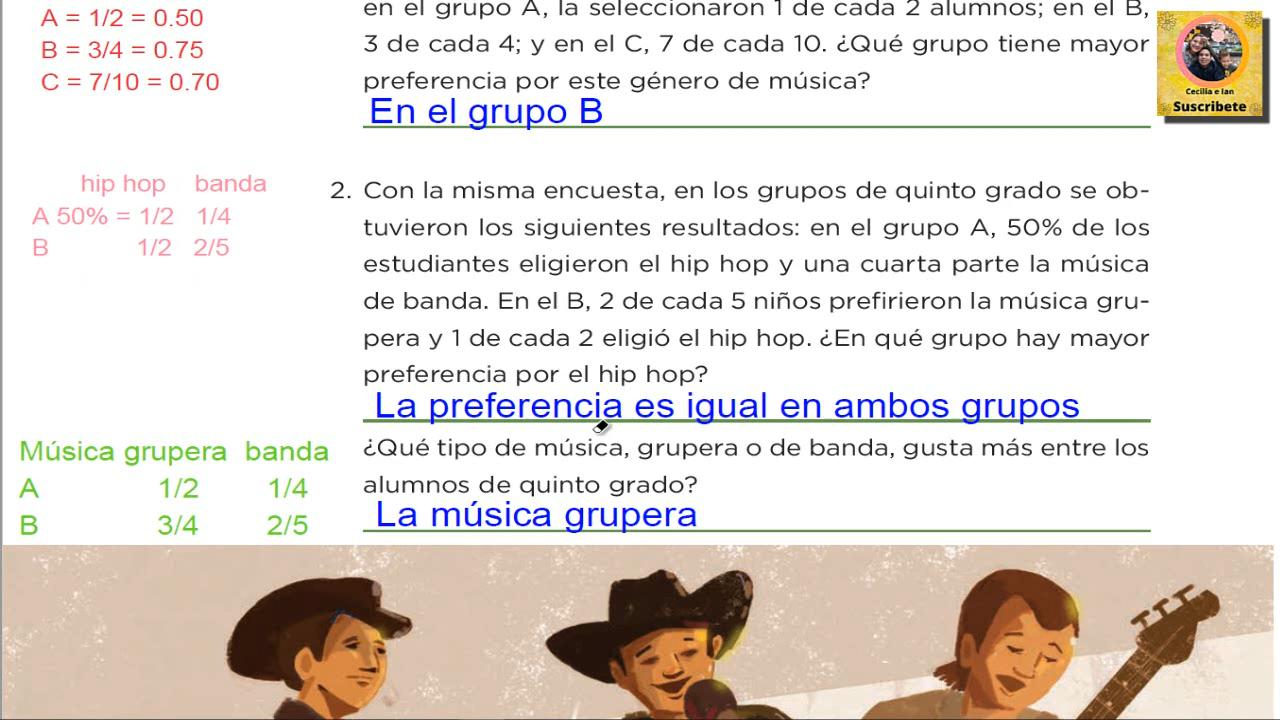 A = 1/2 = 0.50
B = 3/4 = 0.75
C = 7/10 = 0.70
en el grupo A, la seleccionaron 1 de cada 2 alumnos; en el B,
3 de cada 4; y en el C, 7 de cada 10. ¿Qué grupo tiene mayor
preferencia por este género de música?
En el grupo B
Cecilia e Ian
Suscribete
hip hop banda
A 50% = 1/2 1/4
B 1/2 2/5
2. Con la misma encuesta, en los grupos de quinto grado se ob-
tuvieron los siguientes resultados: en el grupo A, 50% de los
estudiantes eligieron el hip hop y una cuarta parte la música
de banda. En el B, 2 de cada 5 niños prefirieron la música gru-
pera y 1 de cada 2 eligió el hip hop. ¿En qué grupo hay mayor
preferencia por el hip hop?
La preferencia es igual en ambos grupos
Música grupera banda
A 1/2 1/4
B 3/4 2/5
¿Qué tipo de música, grupera o de banda, gusta más entre los
alumnos de quinto grado?
La música grupera